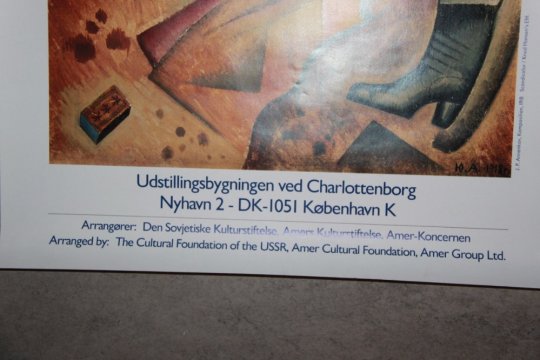 Ю.А. 19
Udstillingsbygningen ved Charlottenborg
Nyhavn 2 - DK-1051 København K
Arrangører: Den Sovjetiske Kulturstiftelse, Amers Kulturstiftelse, Amer-Koncernen
Arranged by: The Cultural Foundation of the USSR, Amer Cultural Foundation, Amer Group Ltd.